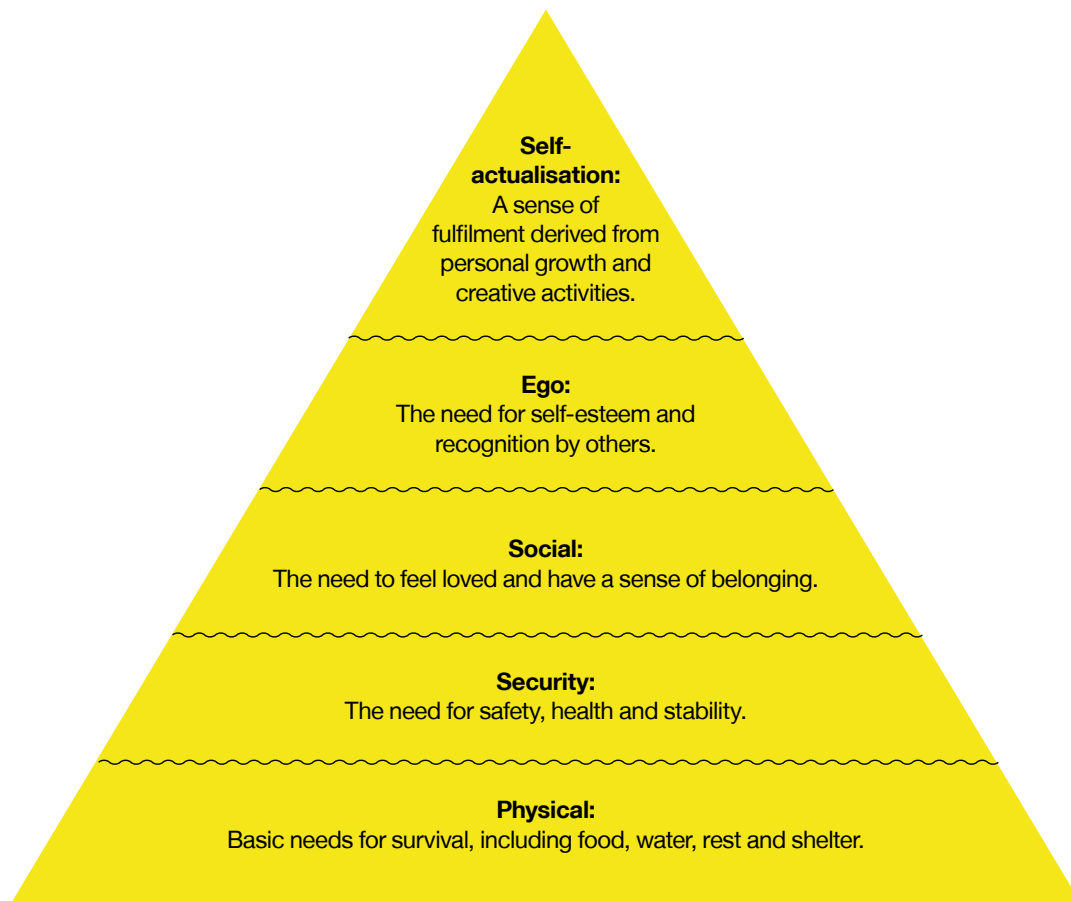 Self-
actualisation:
A sense of
fulfilment derived from
personal growth and
creative activities.
Ego:
The need for self-esteem and
recognition by others.
Social:
The need to feel loved and have a sense of belonging.
Security:
The need for safety, health and stability.
Physical:
Basic needs for survival, including food, water, rest and shelter.